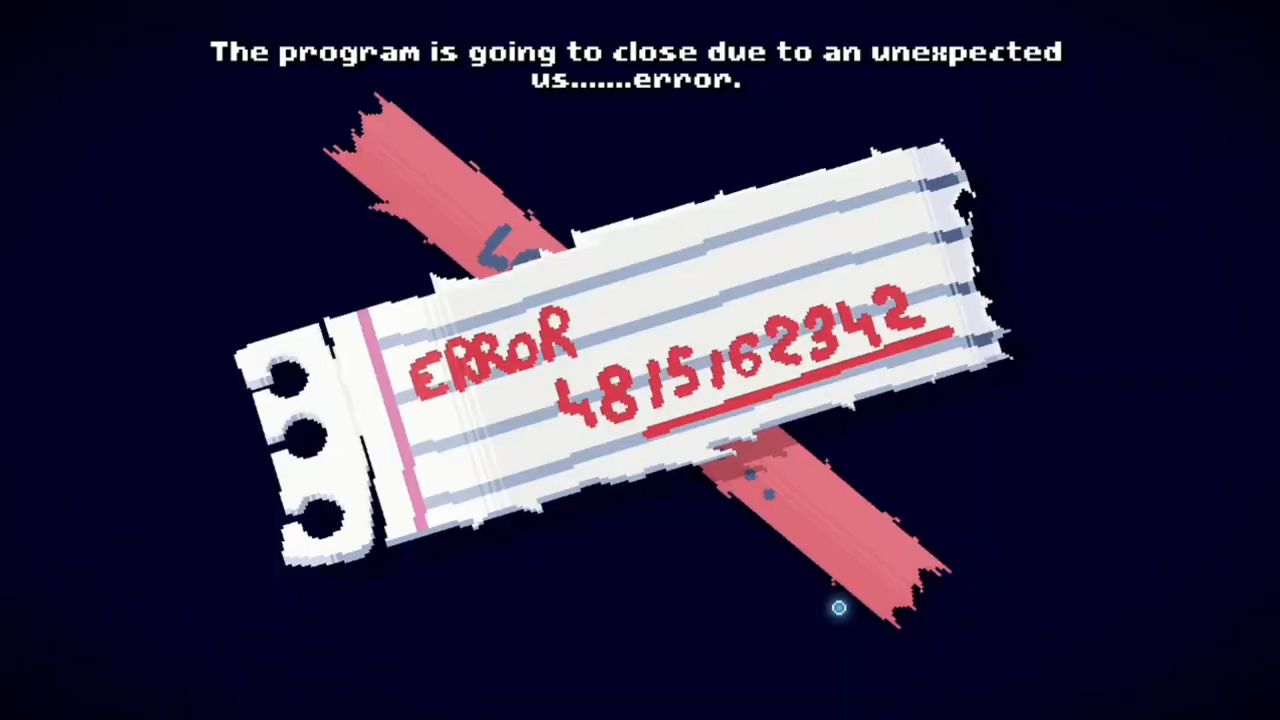 The program is going to close due to an unexpected
us.......error.
ERROR
4815162342